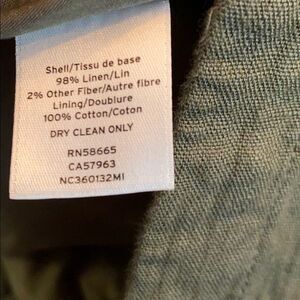 Shell/Tissu de base
98% Linen/Lin
2% Other Fiber/Autre fibre
Lining/Doublure
100% Cotton/Coton
DRY CLEAN ONLY
RN58665
CA57963
NC360132MI